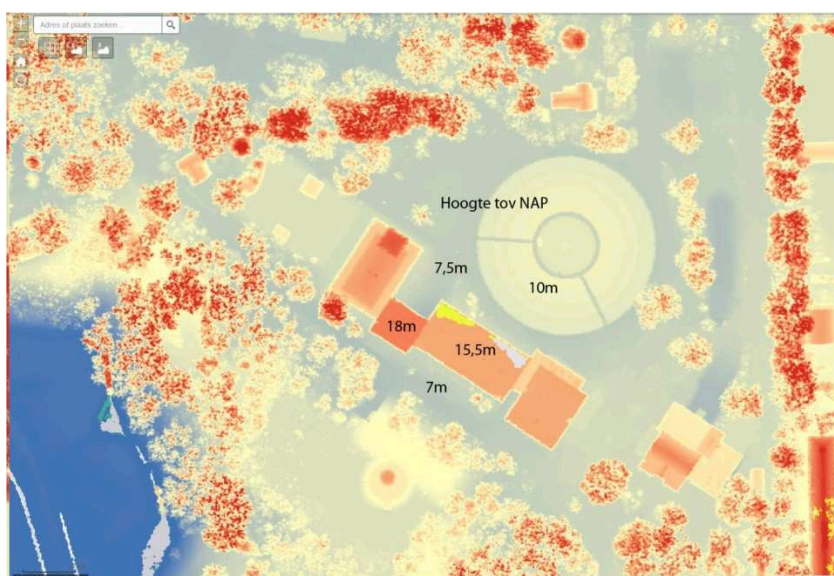 Adres of plaats zoeken
Hoogte tov NAP
7,5m
10m
18m
15,5m
7m